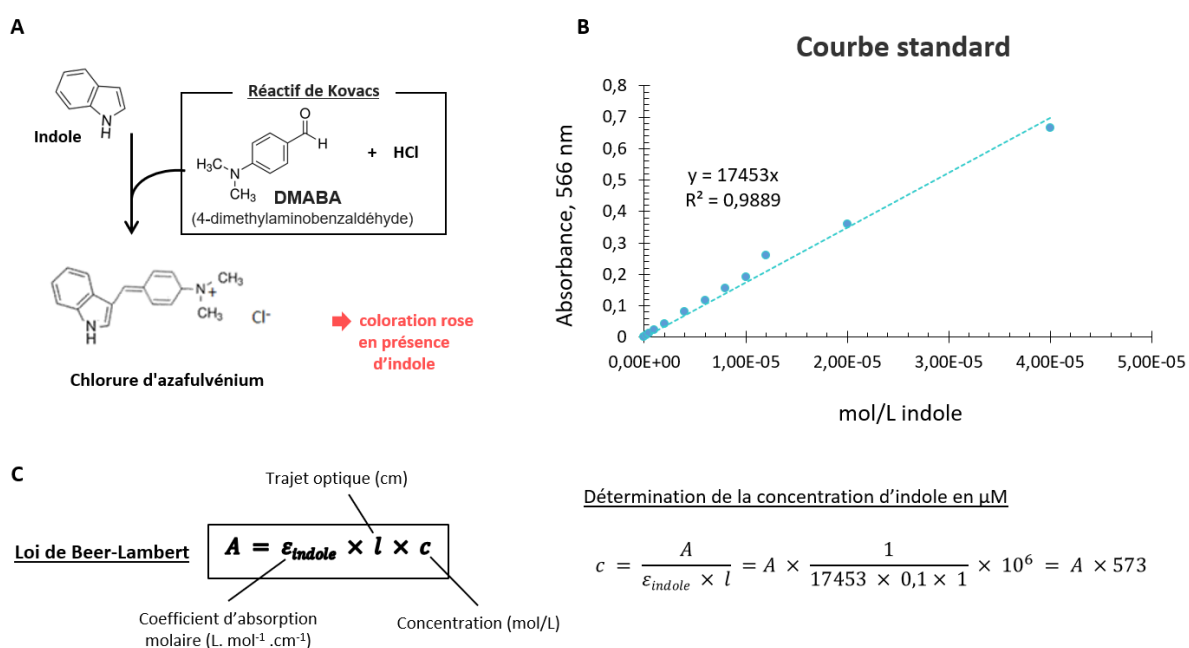 A
Indole
N
H
Réactif de Kovacs
O
H
H₃C
N
CH₃
+ HCl
DMABA
(4-dimethylaminobenzaldéhyde)
N+
CH₃
CH₃
NH
Cl-
Chlorure d'azafulvénium
coloration rose
en présence
d’indole
B
Courbe standard
Absorbance, 566 nm
0,8
0,7
0,6
0,5
0,4
0,3
0,2
0,1
0
y = 17453x
R² = 0,9889
0,00E+00 1,00E-05 2,00E-05 3,00E-05 4,00E-05 5,00E-05
mol/L indole
C
Trajet optique (cm)
Loi de Beer-Lambert
A = ε_indole × l × c
Coefficient d’absorption
molaire (L. mol⁻¹ .cm⁻¹)
Concentration (mol/L)
Détermination de la concentration d’indole en µM
c = A / (ε_indole × l) = A × 1 / (17453 × 0,1 × 1) × 10⁶ = A × 573